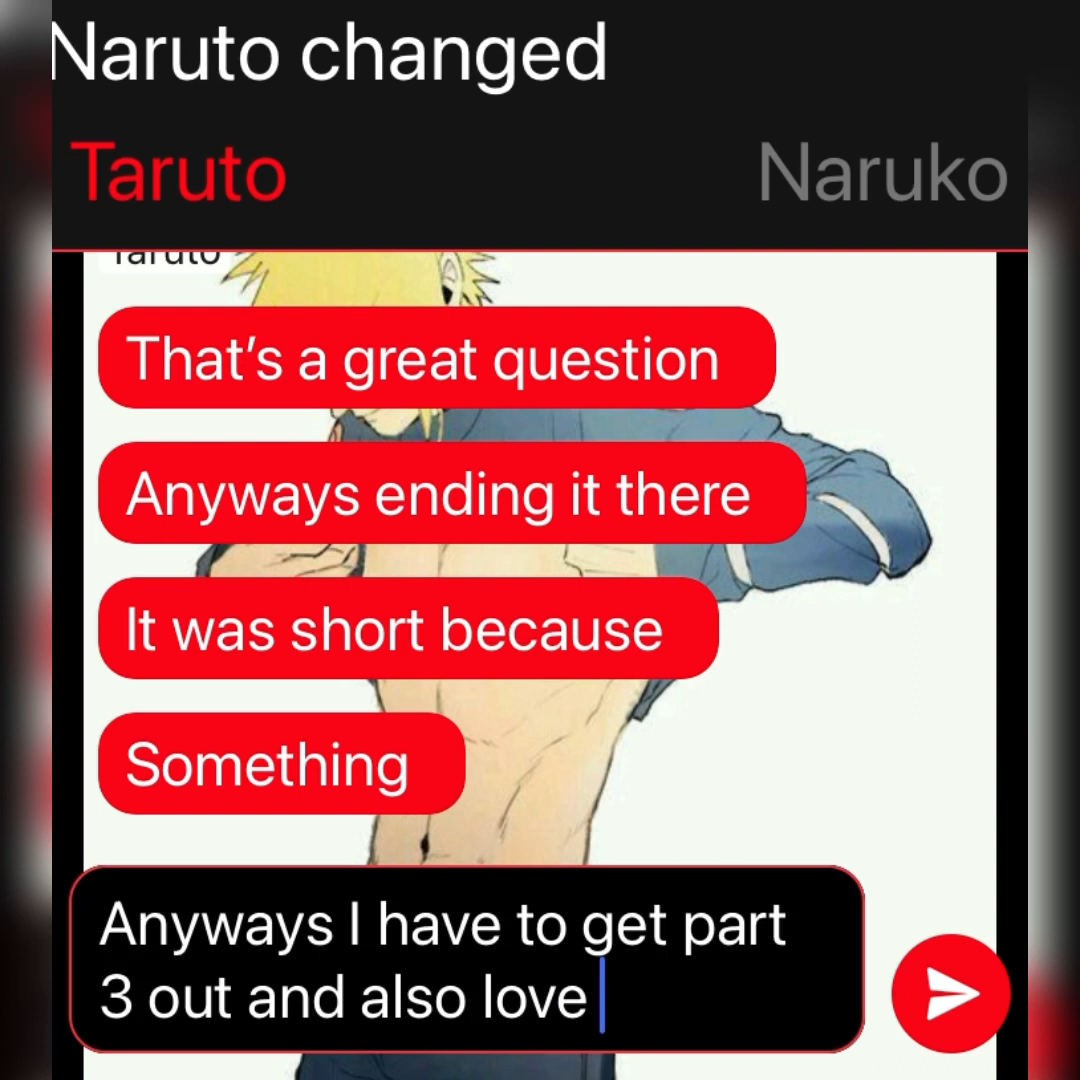 Naruto changed
Taruto Naruko
Taruto
That’s a great question
Anyways ending it there
It was short because
Something
Anyways I have to get part
3 out and also love